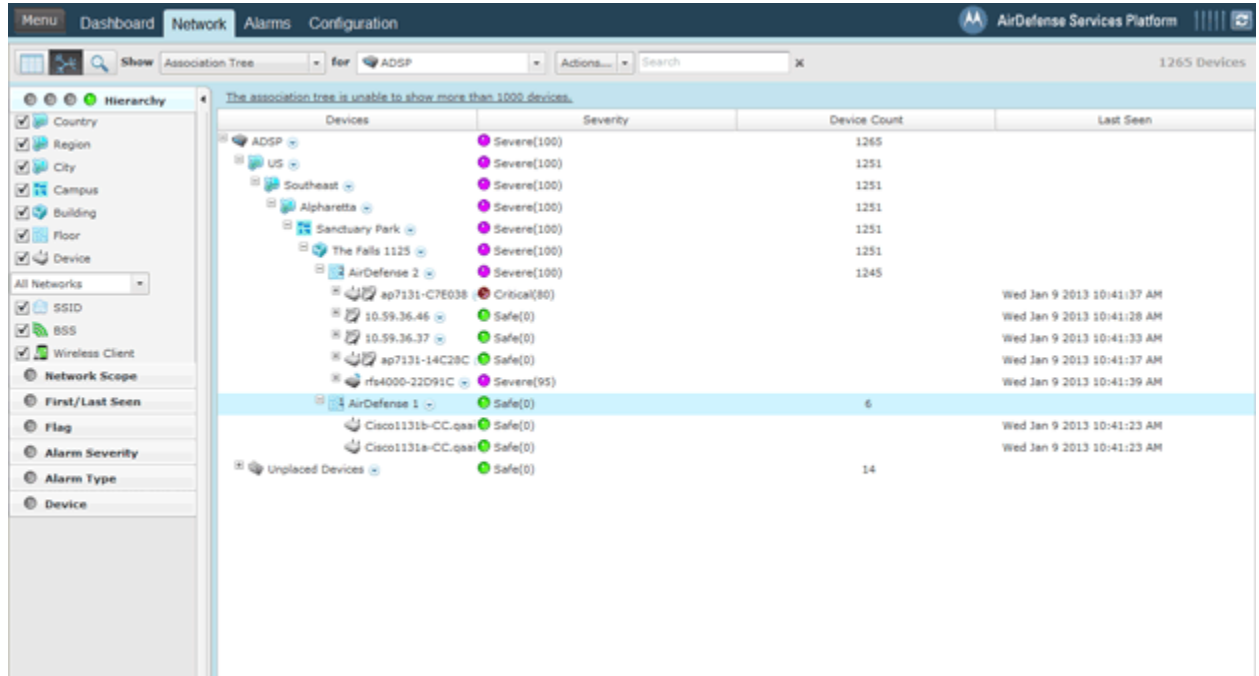 Menu Dashboard Network Alarms Configuration AirDefense Services Platform
Show Association Tree for ADSP Actions... Search 1265 Devices
Hierarchy
Country
Region
City
Campus
Building
Floor
Device
All Networks
SSID
BSS
Wireless Client
Network Scope
First/Last Seen
Flag
Alarm Severity
Alarm Type
Device
The association tree is unable to show more than 1000 devices.
Devices Severity Device Count Last Seen
ADSP Severe(100) 1265
US Severe(100) 1251
Southeast Severe(100) 1251
Alpharetta Severe(100) 1251
Sanctuary Park Severe(100) 1251
The Falls 1125 Severe(100) 1251
AirDefense 2 Severe(100) 1245
ap7131-C7E038 Critical(80) Wed Jan 9 2013 10:41:37 AM
10.59.36.46 Safe(0) Wed Jan 9 2013 10:41:28 AM
10.59.36.37 Safe(0) Wed Jan 9 2013 10:41:33 AM
ap7131-14C28C Safe(0) Wed Jan 9 2013 10:41:37 AM
rfs4000-22D91C Severe(95) Wed Jan 9 2013 10:41:39 AM
AirDefense 1 Safe(0) 6
Cisco1131b-CC.qaai Safe(0) Wed Jan 9 2013 10:41:23 AM
Cisco1131a-CC.qaai Safe(0) Wed Jan 9 2013 10:41:23 AM
Unplaced Devices Safe(0) 14